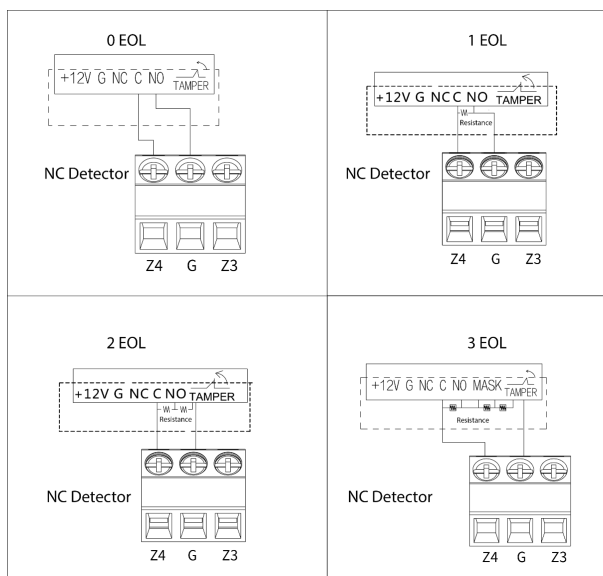 0 EOL
+12V G NC C NO TAMPER
NC Detector
Z4 G Z3
1 EOL
+12V G NC C NO TAMPER
Resistance
NC Detector
Z4 G Z3
2 EOL
+12V G NC C NO TAMPER
Resistance
NC Detector
Z4 G Z3
3 EOL
+12V G NC C NO MASK TAMPER
Resistance
NC Detector
Z4 G Z3